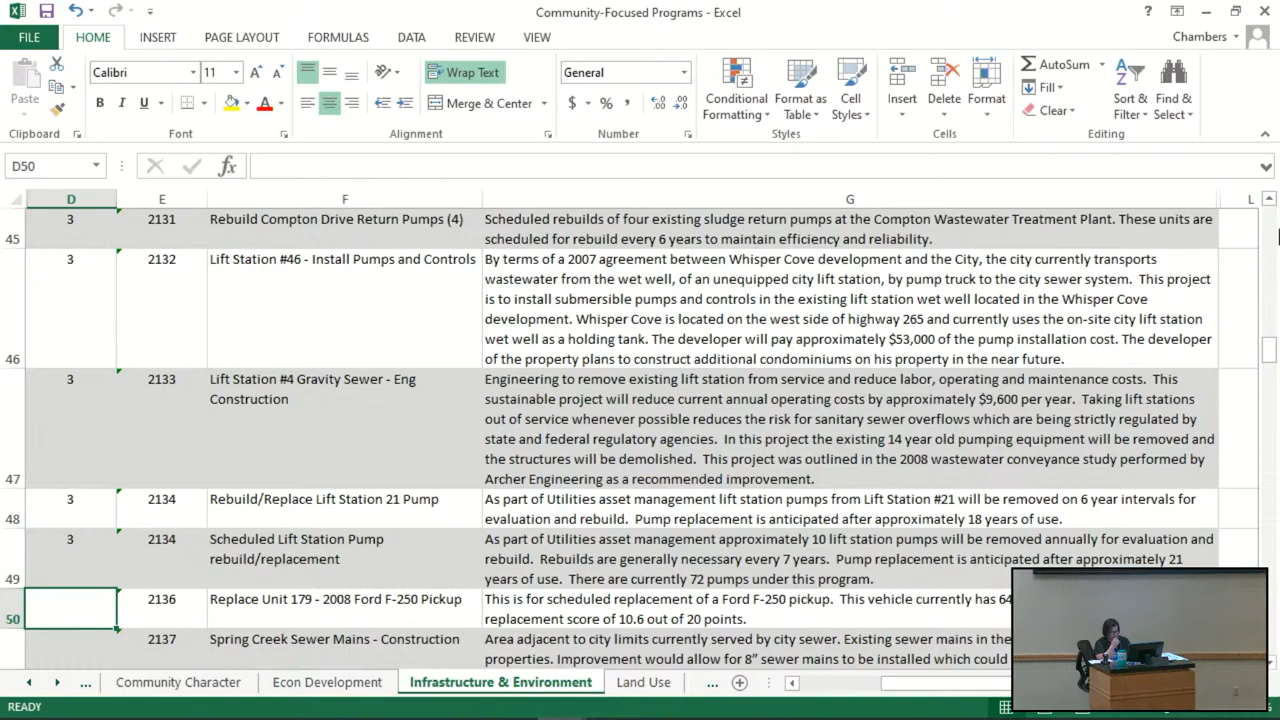 Community-Focused Programs - Excel
FILE HOME INSERT PAGE LAYOUT FORMULAS DATA REVIEW VIEW Chambers
Calibri 11 Wrap Text General AutoSum
Fill
Paste B I U Merge & Center $ % Conditional Formatting Format as Table Cell Styles Insert Delete Format Clear Sort & Filter Find & Select
Clipboard Font Alignment Number Styles Cells Editing
D50 fx
D E F G L
45 3 2131 Rebuild Compton Drive Return Pumps (4) Scheduled rebuilds of four existing sludge return pumps at the Compton Wastewater Treatment Plant. These units are
scheduled for rebuild every 6 years to maintain efficiency and reliability.
46 3 2132 Lift Station #46 - Install Pumps and Controls By terms of a 2007 agreement between Whisper Cove development and the City, the city currently transports
wastewater from the wet well, of an unequipped city lift station, by pump truck to the city sewer system. This project
is to install submersible pumps and controls in the existing lift station wet well located in the Whisper Cove
development. Whisper Cove is located on the west side of highway 265 and currently uses the on-site city lift station
wet well as a holding tank. The developer will pay approximately $53,000 of the pump installation cost. The developer
of the property plans to construct additional condominiums on his property in the near future.
47 3 2133 Lift Station #4 Gravity Sewer - Eng Construction Engineering to remove existing lift station from service and reduce labor, operating and maintenance costs. This
sustainable project will reduce current annual operating costs by approximately $9,600 per year. Taking lift stations
out of service whenever possible reduces the risk for sanitary sewer overflows which are being strictly regulated by
state and federal regulatory agencies. In this project the existing 14 year old pumping equipment will be removed and
the structures will be demolished. This project was outlined in the 2008 wastewater conveyance study performed by
Archer Engineering as a recommended improvement.
48 3 2134 Rebuild/Replace Lift Station 21 Pump As part of Utilities asset management lift station pumps from Lift Station #21 will be removed on 6 year intervals for
evaluation and rebuild. Pump replacement is anticipated after approximately 18 years of use.
49 3 2134 Scheduled Lift Station Pump rebuild/replacement As part of Utilities asset management approximately 10 lift station pumps will be removed annually for evaluation and
rebuild. Rebuilds are generally necessary every 7 years. Pump replacement is anticipated after approximately 21
years of use. There are currently 72 pumps under this program.
50 2136 Replace Unit 179 - 2008 Ford F-250 Pickup This is for scheduled replacement of a Ford F-250 pickup. This vehicle currently has
replacement score of 10.6 out of 20 points.
2137 Spring Creek Sewer Mains - Construction Area adjacent to city limits currently served by city sewer. Existing sewer mains in the
properties. Improvement would allow for 8" sewer mains to be installed which could
... Community Character Econ Development Infrastructure & Environment Land Use ...
READY